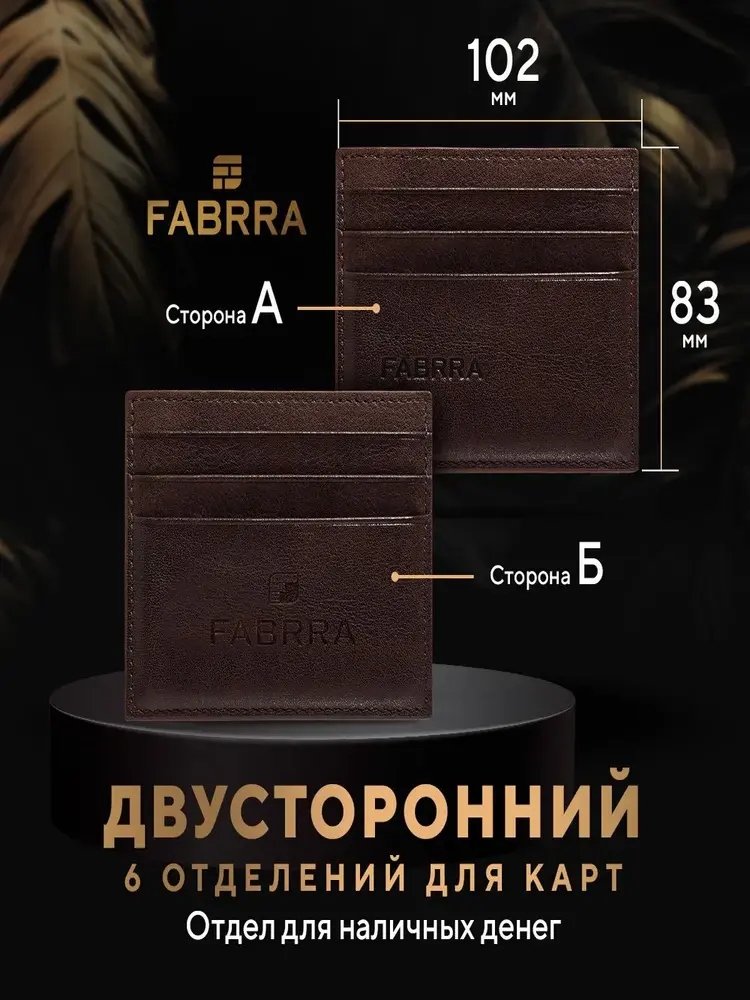 102
мм
FABRRA
83
мм
Сторона А
FABRRA
Сторона Б
FABRRA
ДВУСТОРОННИЙ
6 ОТДЕЛЕНИЙ ДЛЯ КАРТ
Отдел для наличных денег